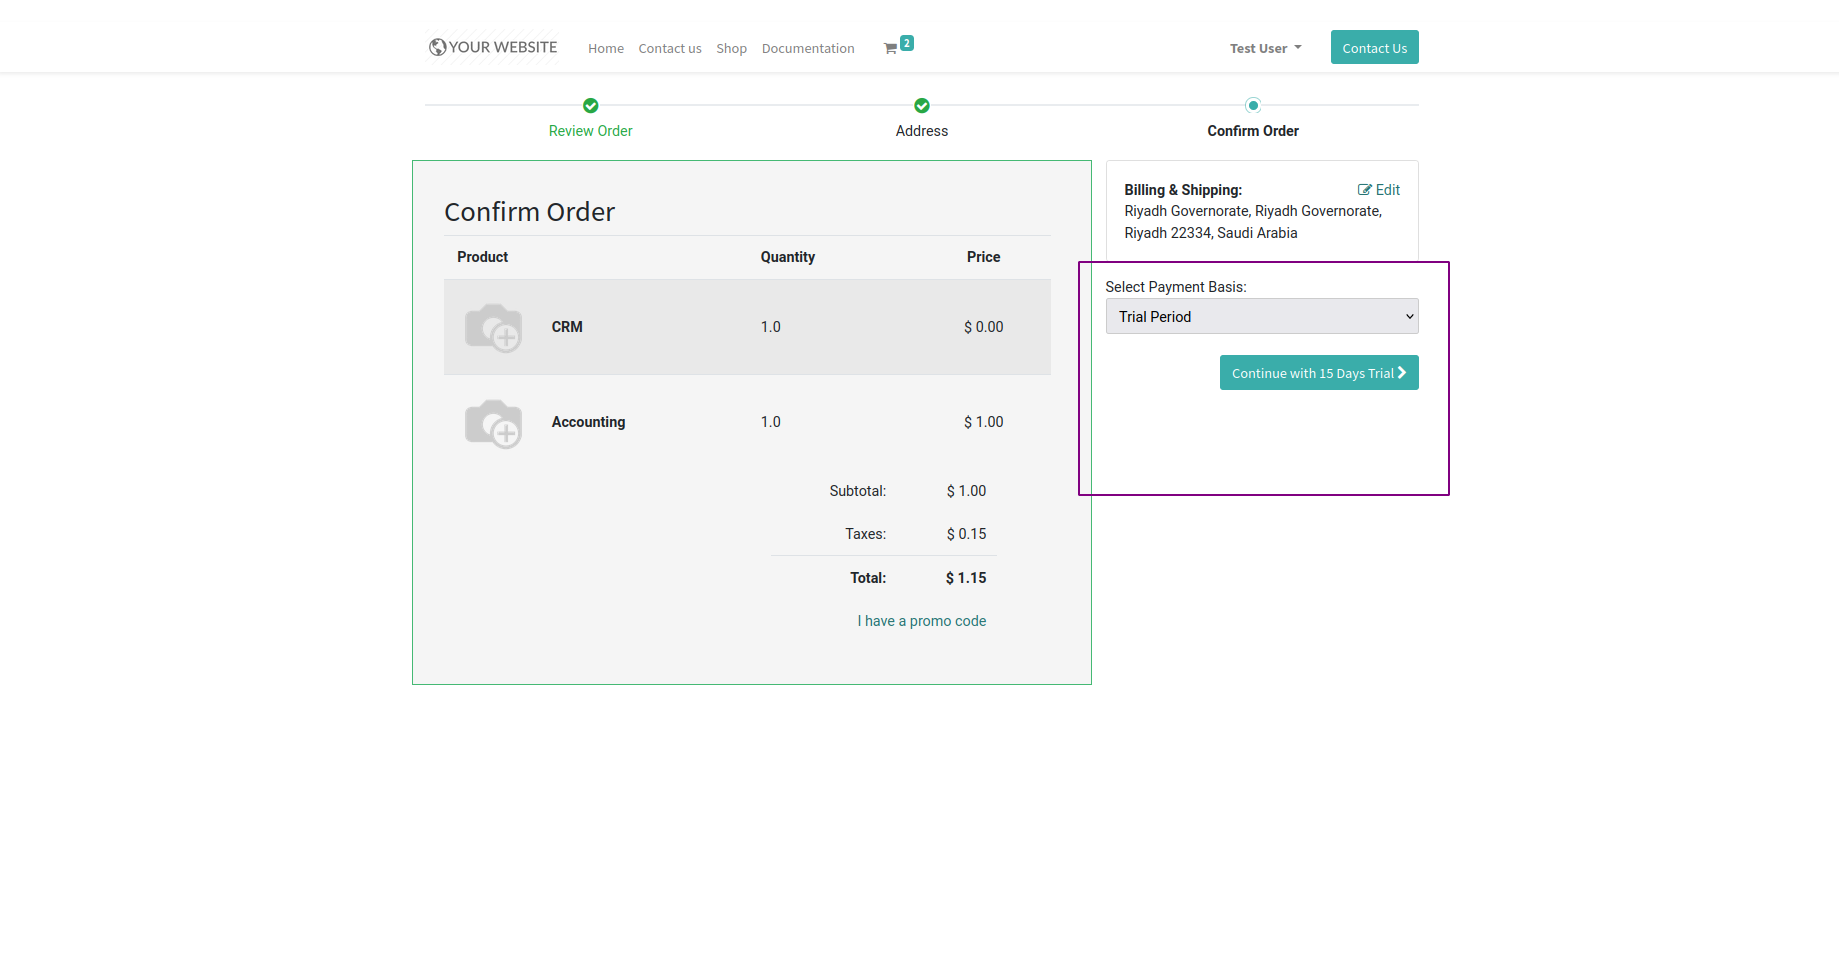 YOUR WEBSITE Home Contact us Shop Documentation 2 Test User Contact Us
Review Order Address Confirm Order
Confirm Order
Product Quantity Price
CRM 1.0 $ 0.00
Accounting 1.0 $ 1.00
Subtotal: $ 1.00
Taxes: $ 0.15
Total: $ 1.15
I have a promo code
Billing & Shipping: Edit
Riyadh Governorate, Riyadh Governorate,
Riyadh 22334, Saudi Arabia
Select Payment Basis:
Trial Period
Continue with 15 Days Trial